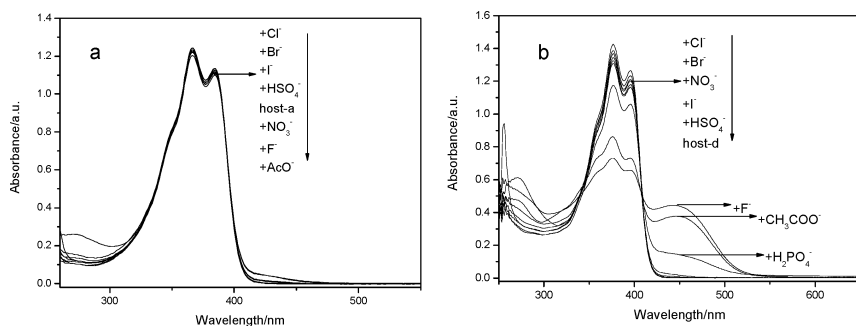 a
+Cl⁻
+Br⁻
+I⁻
+HSO₄⁻
host-a
+NO₃⁻
+F⁻
+AcO⁻
Absorbance/a.u.
1.4
1.2
1.0
0.8
0.6
0.4
0.2
0.0
300
400
500
Wavelength/nm
b
+Cl⁻
+Br⁻
+NO₃⁻
+I⁻
+HSO₄⁻
host-d
+F⁻
+CH₃COO⁻
+H₂PO₄⁻
Absorbance/a.u.
1.6
1.4
1.2
1.0
0.8
0.6
0.4
0.2
0.0
300
400
500
600
Wavelength/nm